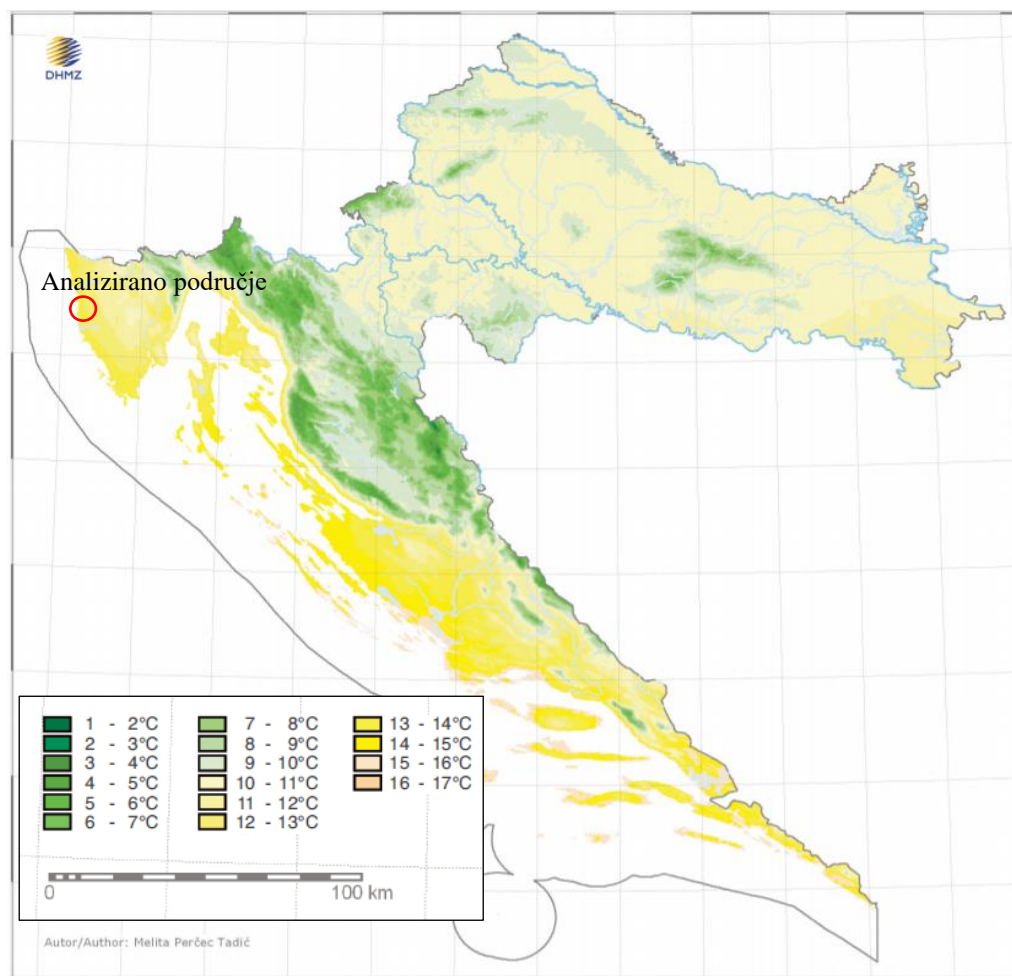 DHMZ
Analizirano područje
1 - 2°C
2 - 3°C
3 - 4°C
4 - 5°C
5 - 6°C
6 - 7°C
7 - 8°C
8 - 9°C
9 - 10°C
10 - 11°C
11 - 12°C
12 - 13°C
13 - 14°C
14 - 15°C
15 - 16°C
16 - 17°C
0 100 km
Autor/Author: Melita Perčec Tadić